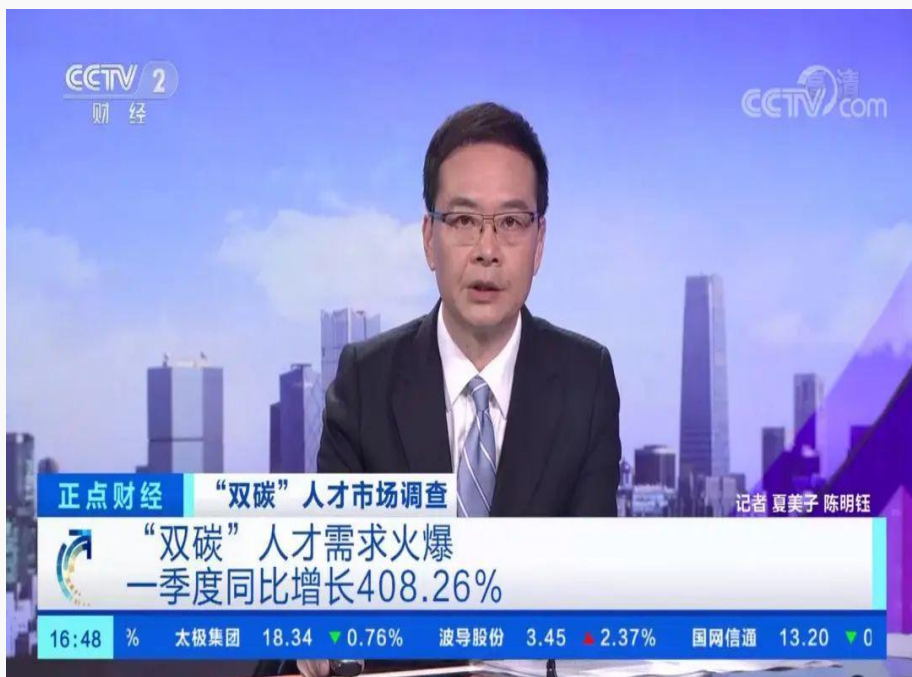 CCTV 2
财 经
高清
CCTV com
正点财经
“双碳”人才市场调查
记者 夏美子 陈明钰
“双碳”人才需求火爆
一季度同比增长408.26%
16:48 % 太极集团 18.34 ▼0.76% 波导股份 3.45 ▲2.37% 国网信通 13.20 ▼0